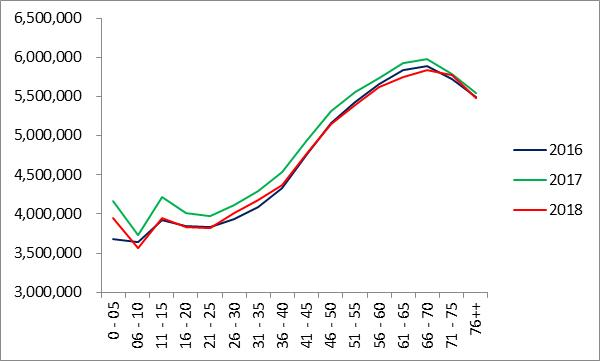 6,500,000
6,000,000
5,500,000
5,000,000
4,500,000
4,000,000
3,500,000
3,000,000
0 - 05
06 - 10
11 - 15
16 - 20
21 - 25
26 - 30
31 - 35
36 - 40
41 - 45
46 - 50
51 - 55
56 - 60
61 - 65
66 - 70
71 - 75
76++
2016
2017
2018